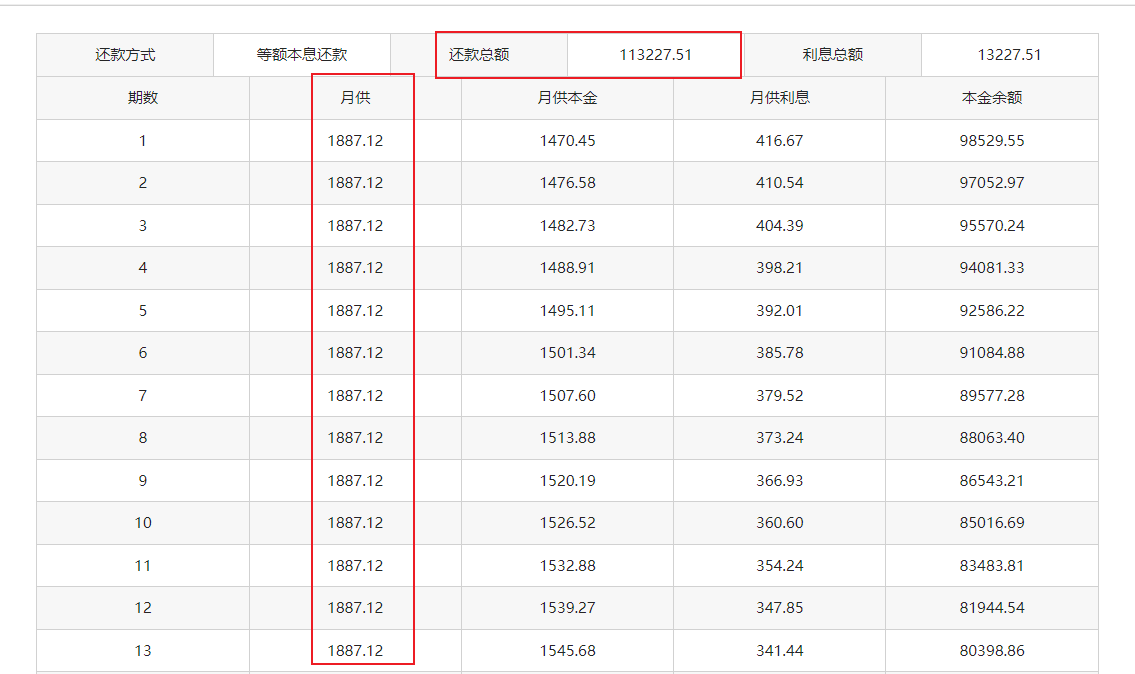 还款方式 等额本息还款 还款总额 113227.51 利息总额 13227.51
期数 月供 月供本金 月供利息 本金余额
1 1887.12 1470.45 416.67 98529.55
2 1887.12 1476.58 410.54 97052.97
3 1887.12 1482.73 404.39 95570.24
4 1887.12 1488.91 398.21 94081.33
5 1887.12 1495.11 392.01 92586.22
6 1887.12 1501.34 385.78 91084.88
7 1887.12 1507.60 379.52 89577.28
8 1887.12 1513.88 373.24 88063.40
9 1887.12 1520.19 366.93 86543.21
10 1887.12 1526.52 360.60 85016.69
11 1887.12 1532.88 354.24 83483.81
12 1887.12 1539.27 347.85 81944.54
13 1887.12 1545.68 341.44 80398.86